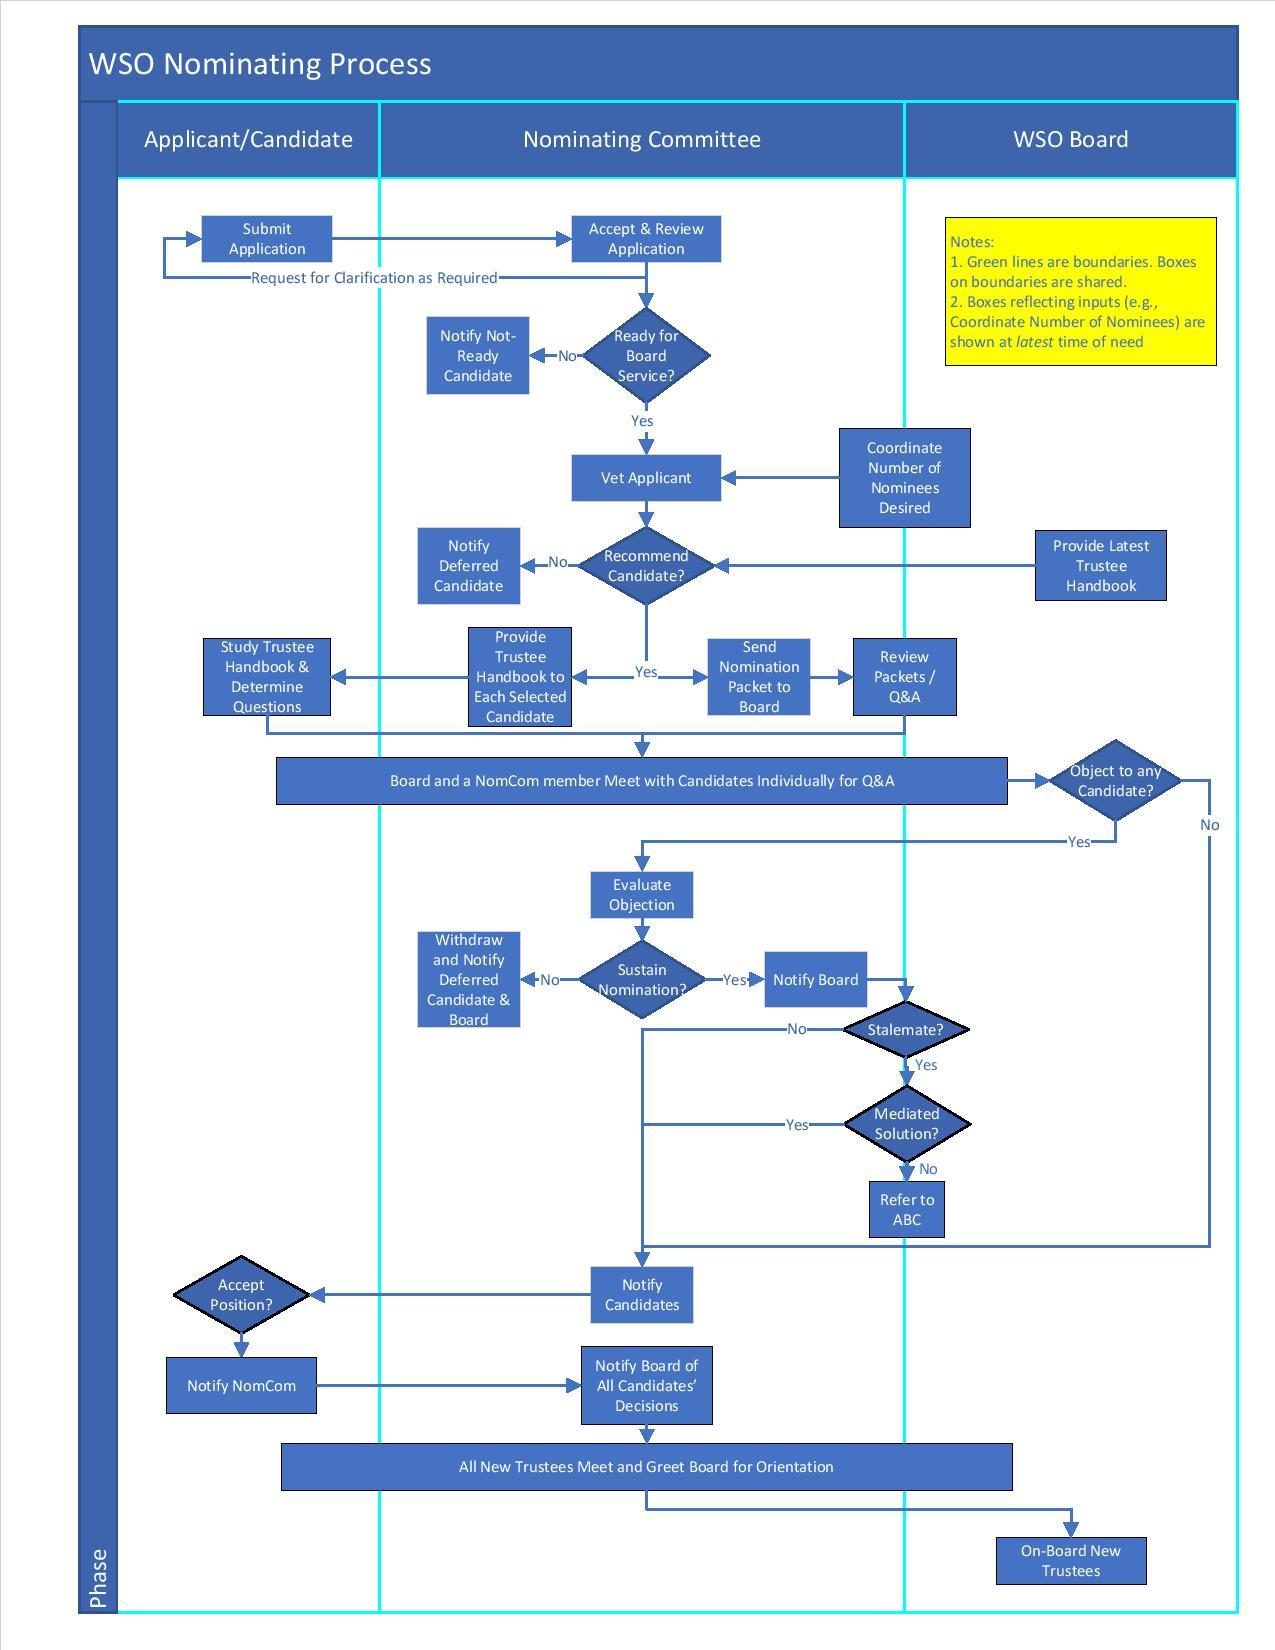 WSO Nominating Process
Applicant/Candidate
Nominating Committee
WSO Board
Submit
Application
Accept & Review
Application
Request for Clarification as Required
Notes:
1. Green lines are boundaries. Boxes
on boundaries are shared.
2. Boxes reflecting inputs (e.g.,
Coordinate Number of Nominees) are
shown at latest time of need
Notify Not-
Ready
Candidate
No
Ready for
Board
Service?
Yes
Vet Applicant
Coordinate
Number of
Nominees
Desired
Notify
Deferred
Candidate
No
Recommend
Candidate?
Provide Latest
Trustee
Handbook
Study Trustee
Handbook &
Determine
Questions
Provide
Trustee
Handbook to
Each Selected
Candidate
Yes
Send
Nomination
Packet to
Board
Review
Packets /
Q&A
Board and a NomCom member Meet with Candidates Individually for Q&A
Object to any
Candidate?
No
Yes
Evaluate
Objection
Withdraw
and Notify
Deferred
Candidate &
Board
No
Sustain
Nomination?
Yes
Notify Board
No
Stalemate?
Yes
Yes
Mediated
Solution?
No
Refer to
ABC
Accept
Position?
Notify
Candidates
Notify NomCom
Notify Board of
All Candidates’
Decisions
All New Trustees Meet and Greet Board for Orientation
On-Board New
Trustees
Phase